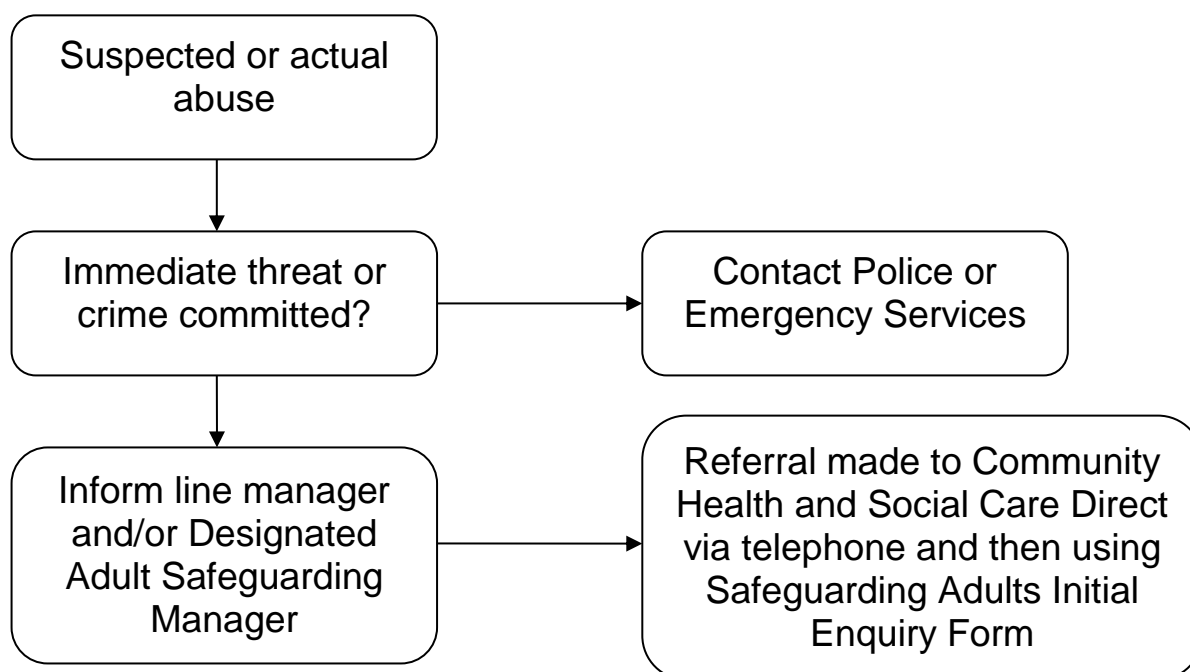 Suspected or actual
abuse
Immediate threat or
crime committed?
Contact Police or
Emergency Services
Inform line manager
and/or Designated
Adult Safeguarding
Manager
Referral made to Community
Health and Social Care Direct
via telephone and then using
Safeguarding Adults Initial
Enquiry Form